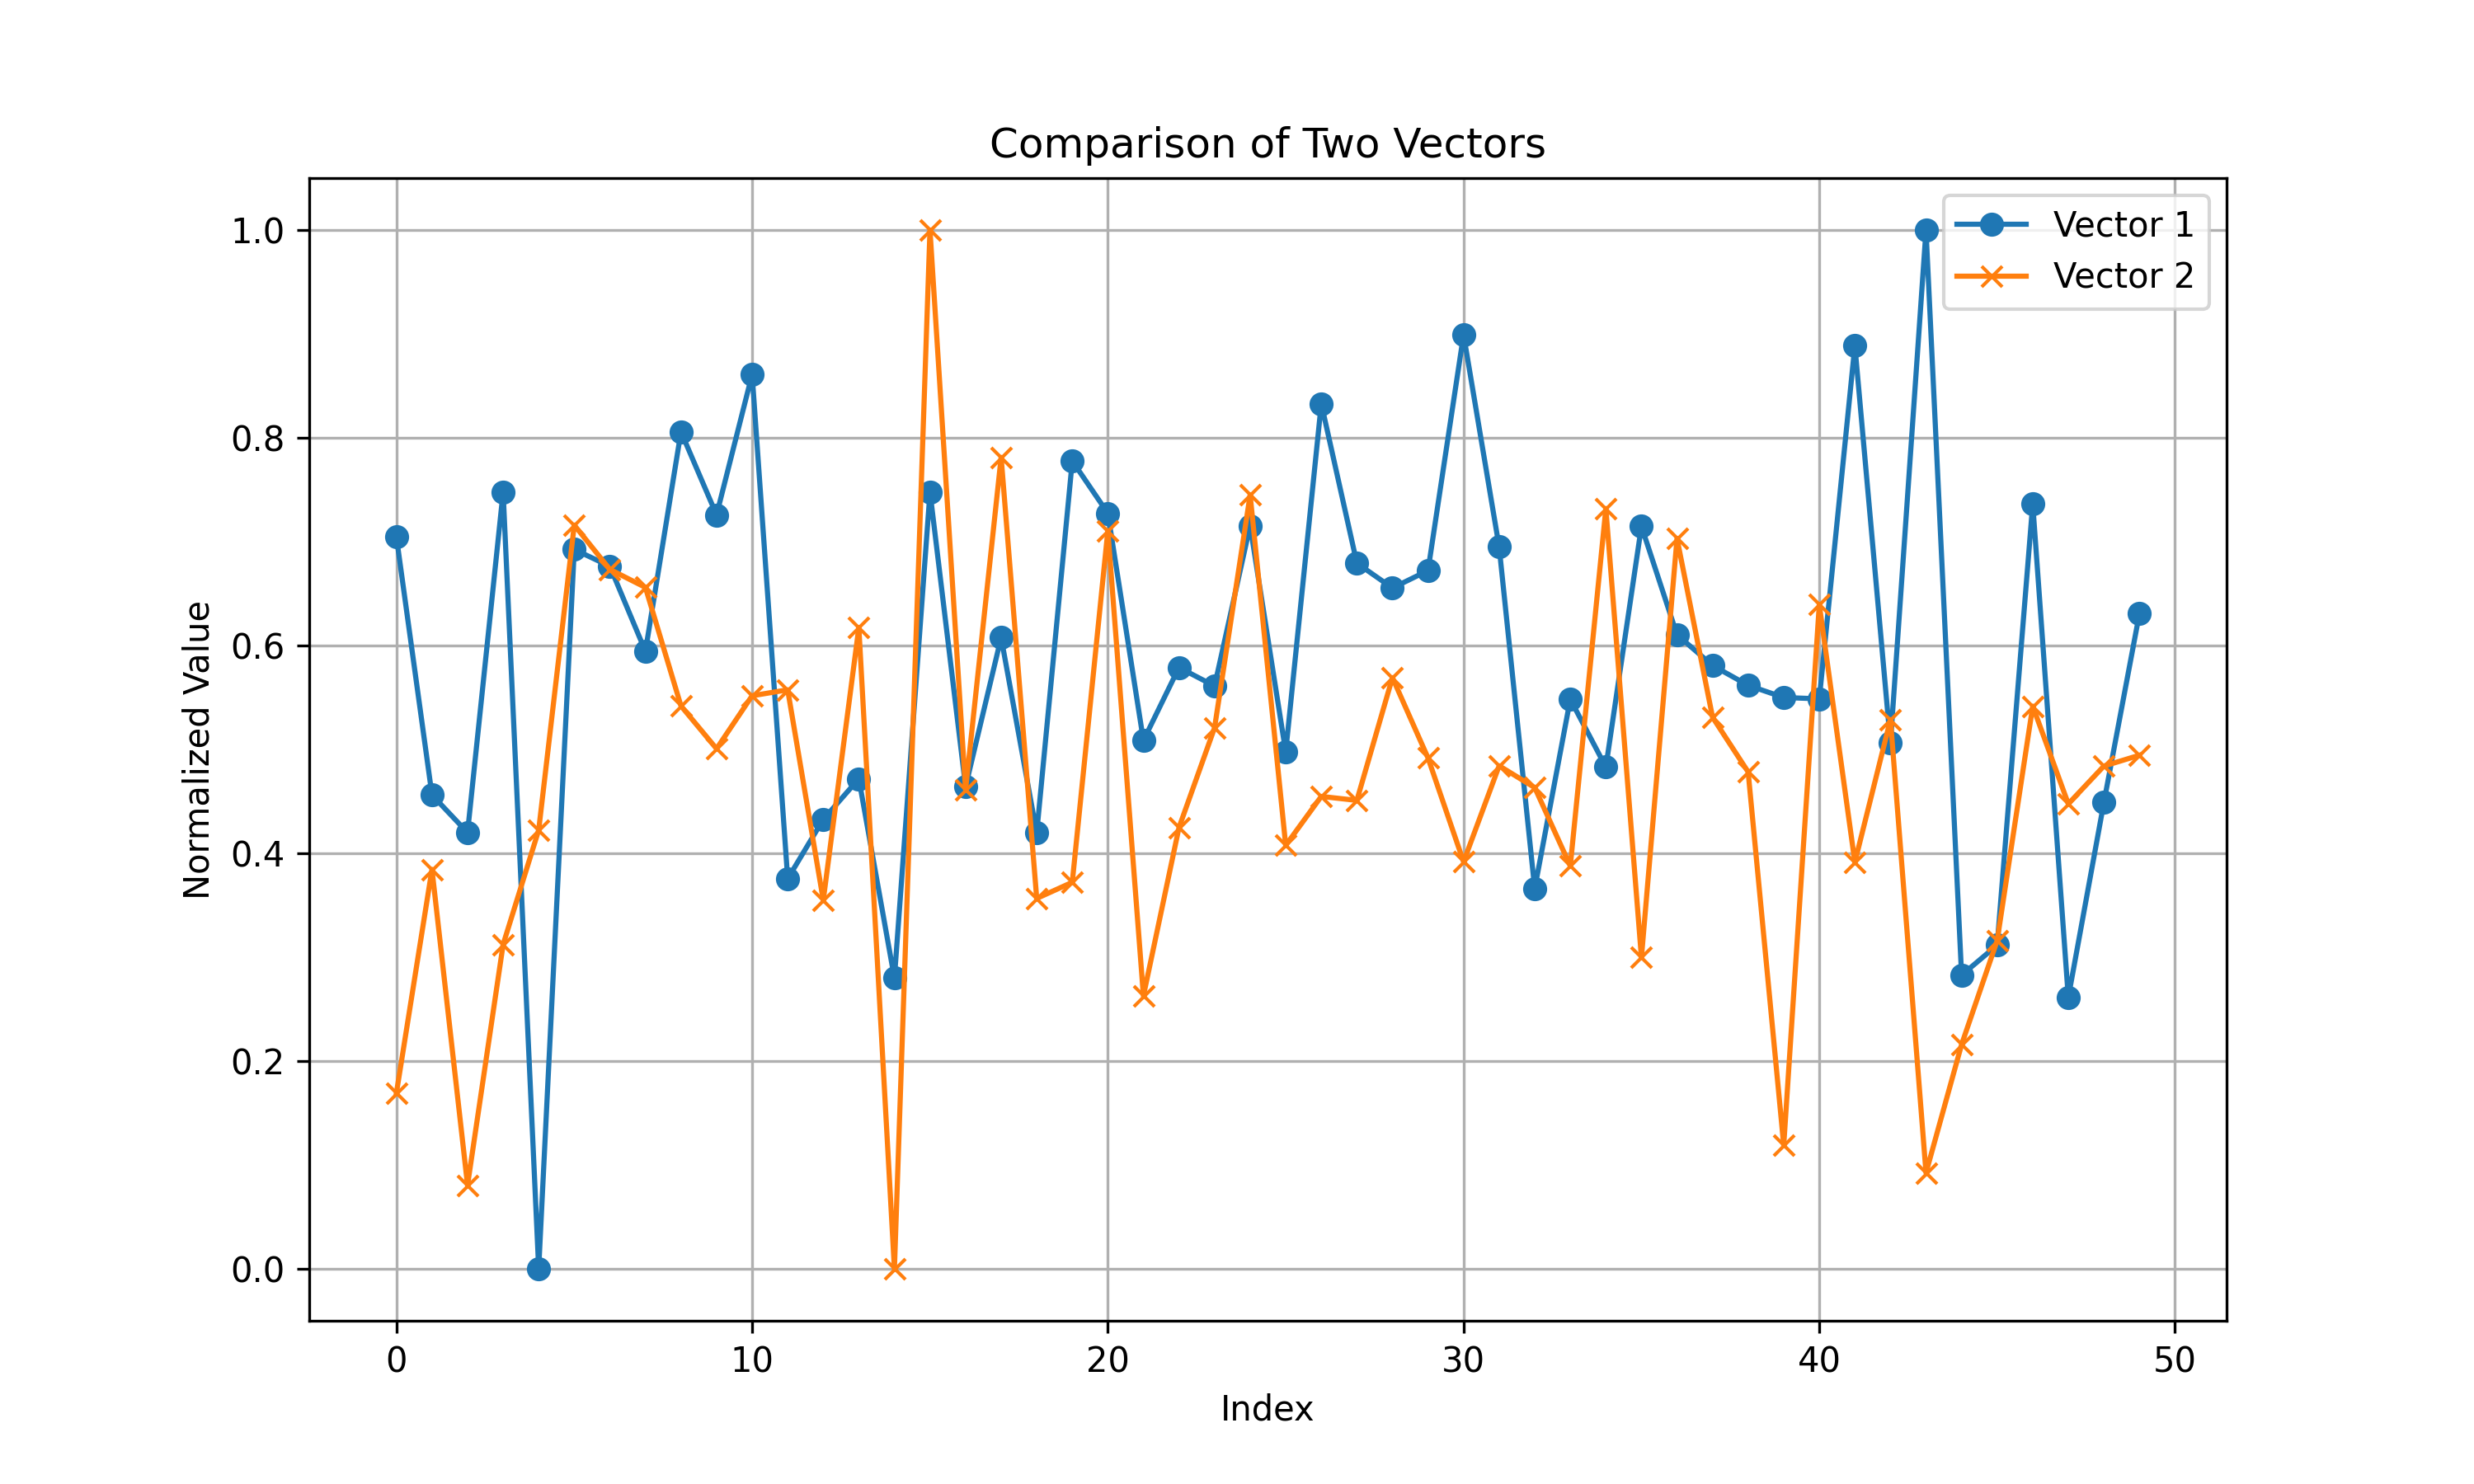 Comparison of Two Vectors
Vector 1
Vector 2
Normalized Value
1.0
0.8
0.6
0.4
0.2
0.0
0 10 20 30 40 50
Index